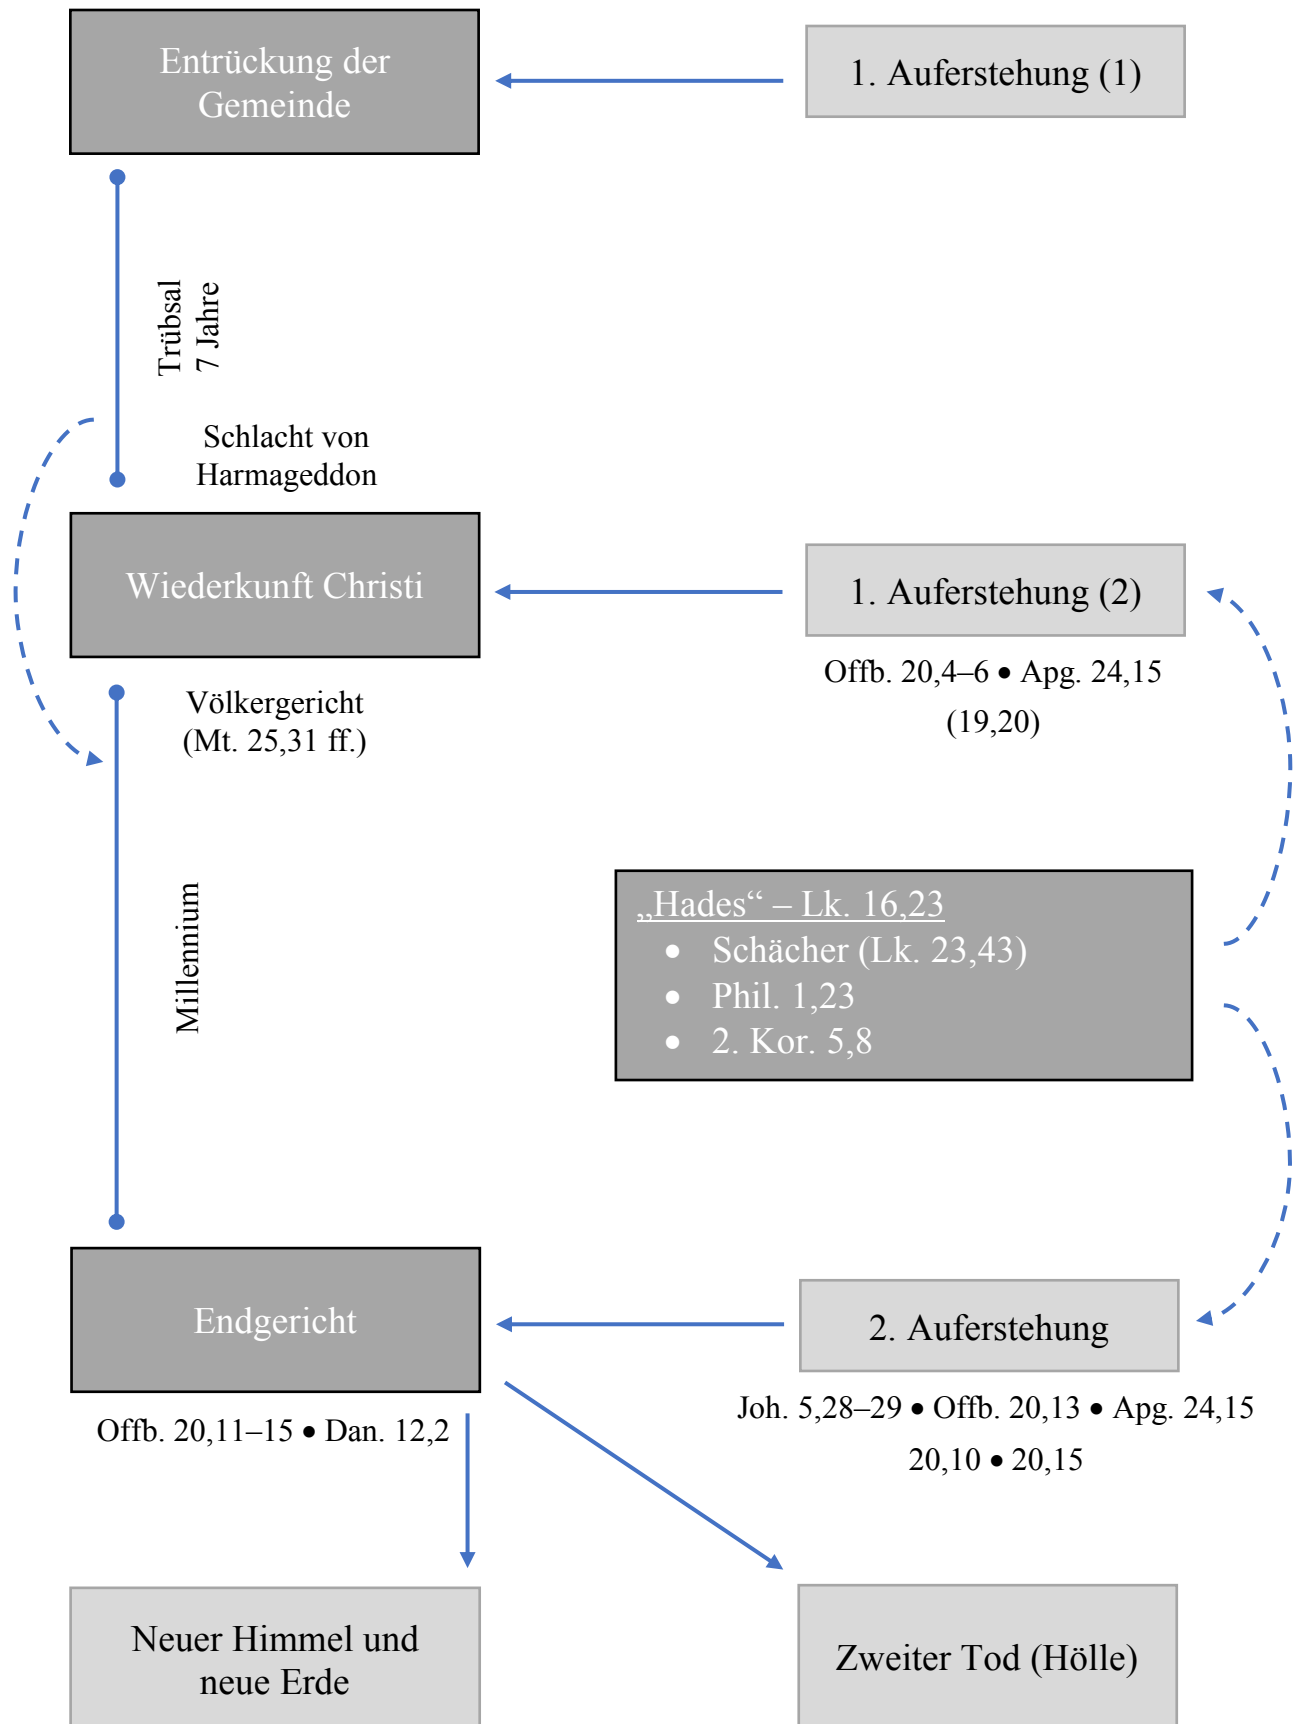 Entrückung der
Gemeinde
1. Auferstehung (1)
Trübsal
7 Jahre
Schlacht von
Harmageddon
Wiederkunft Christi
1. Auferstehung (2)
Offb. 20,4–6 • Apg. 24,15
(19,20)
Völkergericht
(Mt. 25,31 ff.)
Millennium
„Hades“ – Lk. 16,23
• Schächer (Lk. 23,43)
• Phil. 1,23
• 2. Kor. 5,8
Endgericht
2. Auferstehung
Offb. 20,11–15 • Dan. 12,2
Joh. 5,28–29 • Offb. 20,13 • Apg. 24,15
20,10 • 20,15
Neuer Himmel und
neue Erde
Zweiter Tod (Hölle)